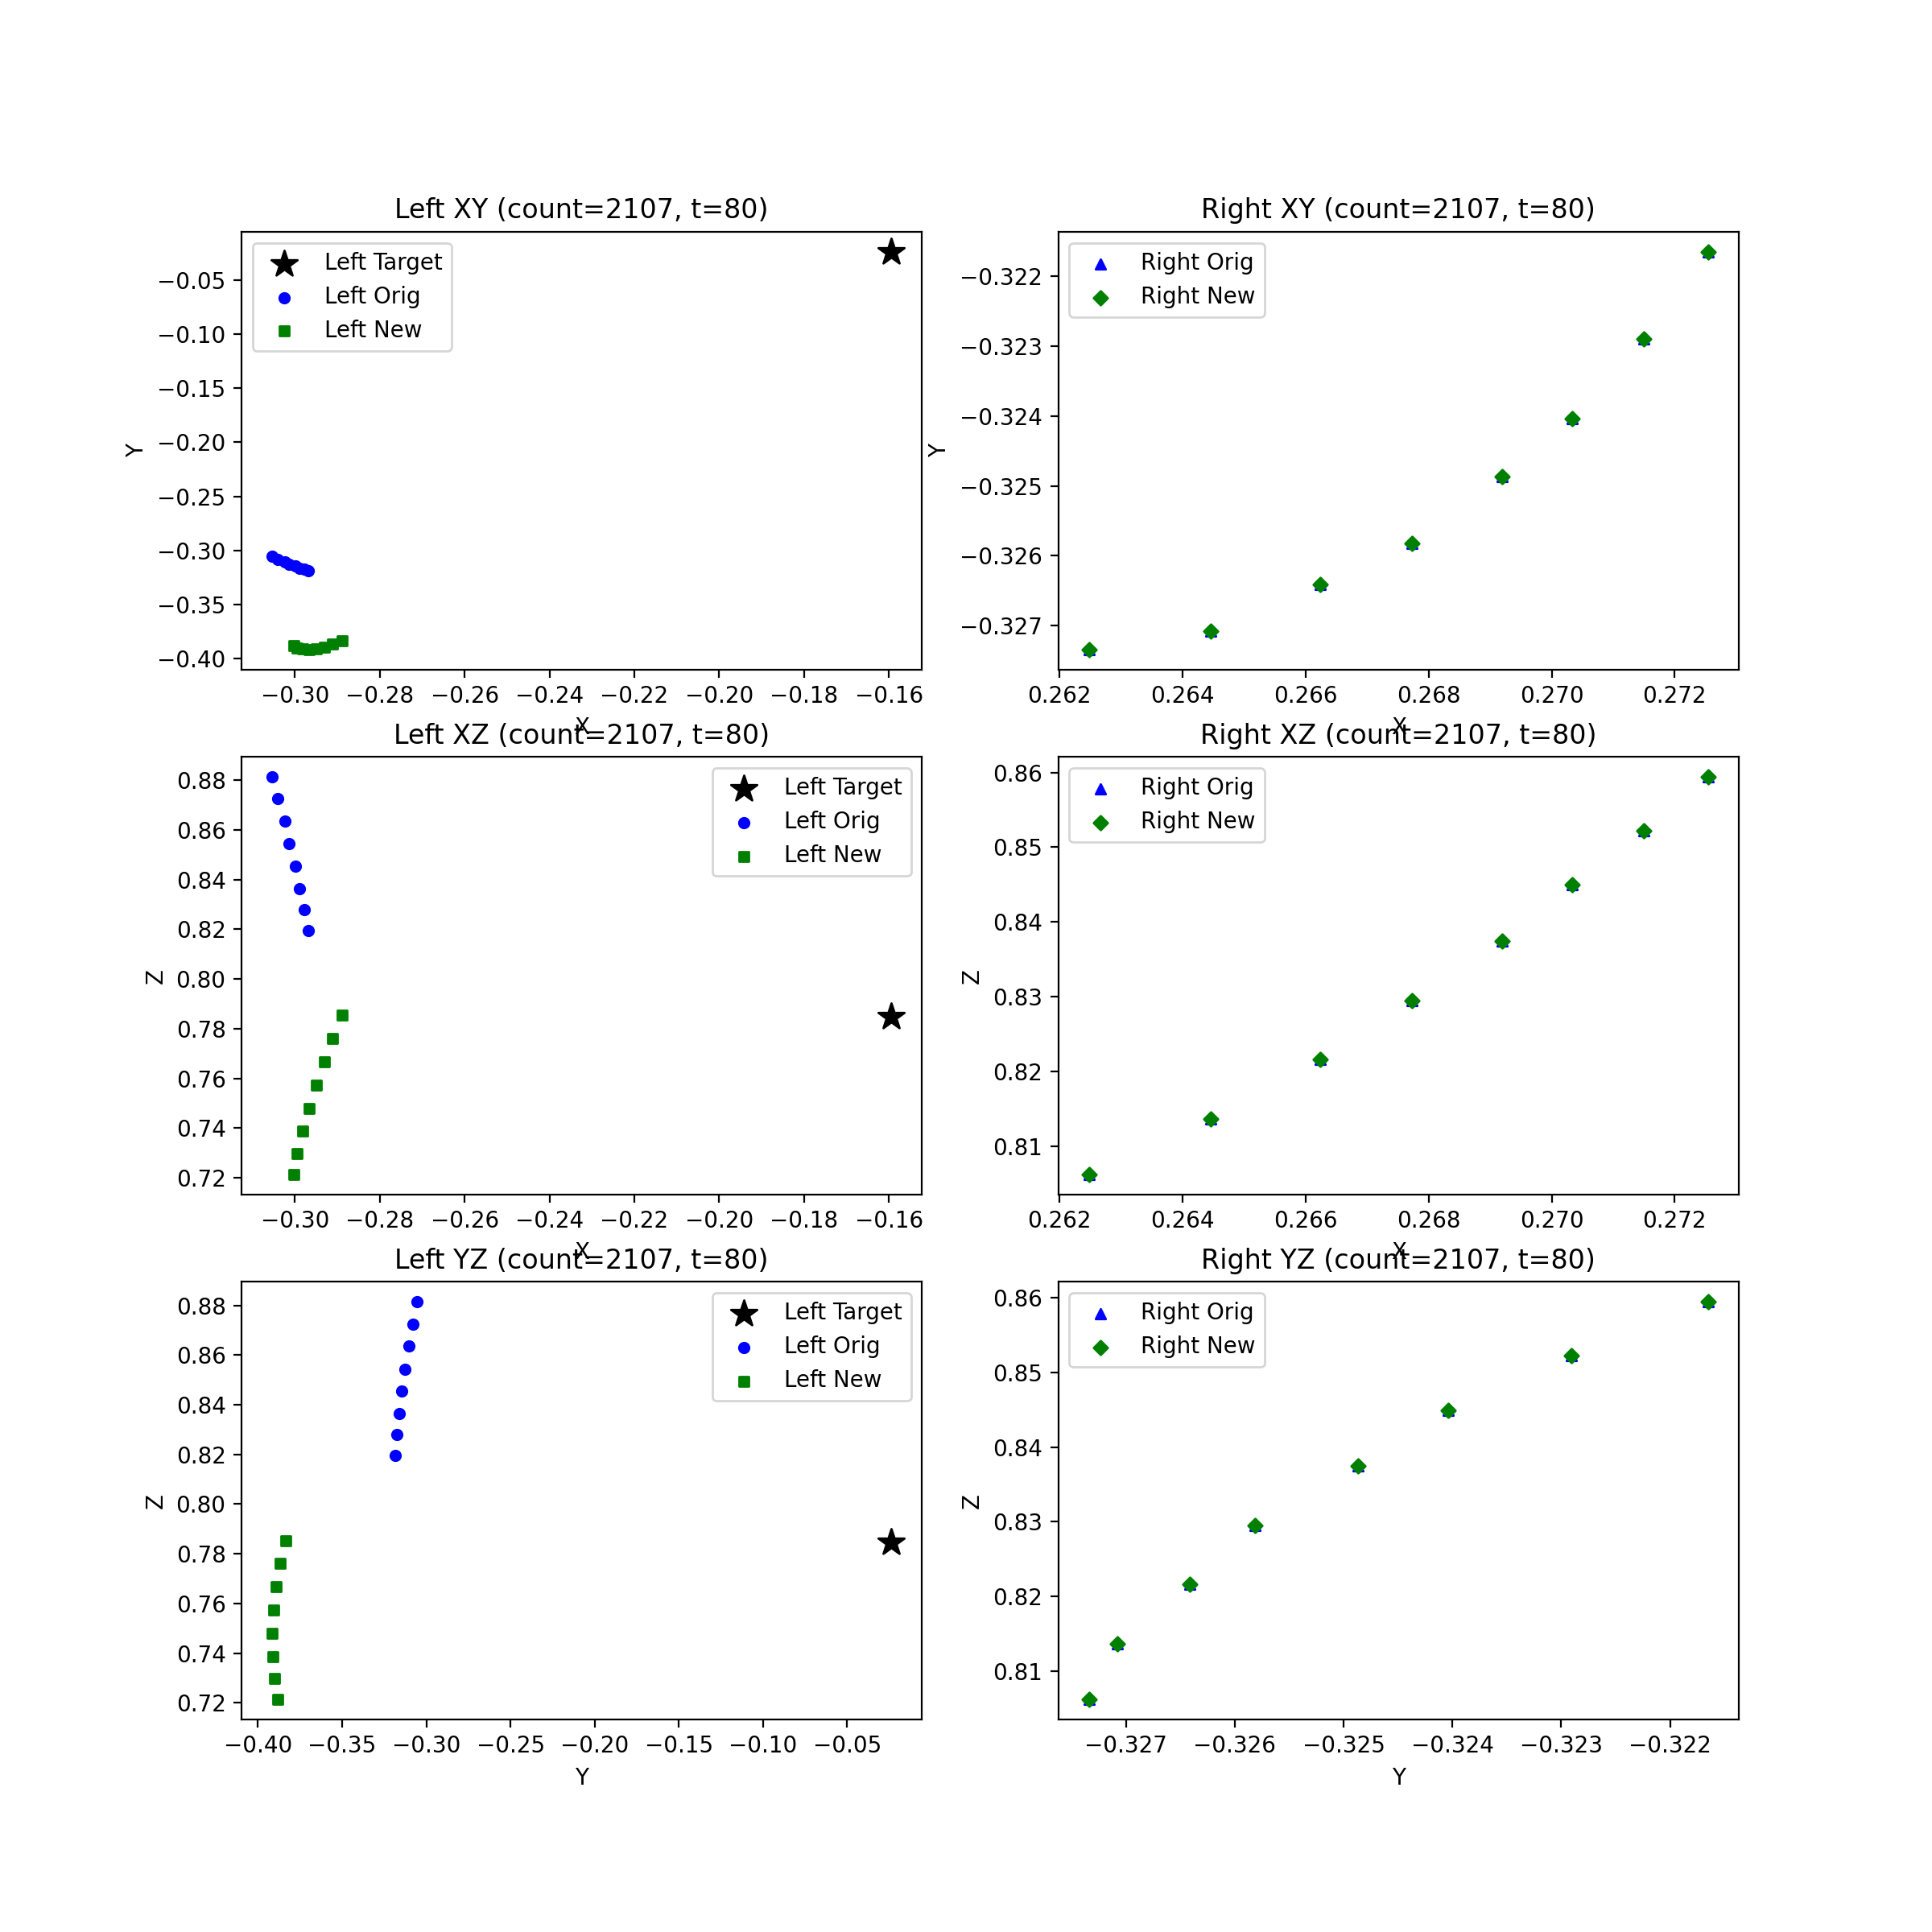 Left XY (count=2107, t=80)
Left Target
Left Orig
Left New
−0.05
−0.10
−0.15
−0.20
−0.25
−0.30
−0.35
−0.40
Y
−0.30 −0.28 −0.26 −0.24 −0.22 −0.20 −0.18 −0.16
X
Right XY (count=2107, t=80)
Right Orig
Right New
−0.322
−0.323
−0.324
−0.325
−0.326
−0.327
Y
0.262 0.264 0.266 0.268 0.270 0.272
X
Left XZ (count=2107, t=80)
Left Target
Left Orig
Left New
0.88
0.86
0.84
0.82
0.80
0.78
0.76
0.74
0.72
Z
−0.30 −0.28 −0.26 −0.24 −0.22 −0.20 −0.18 −0.16
X
Right XZ (count=2107, t=80)
Right Orig
Right New
0.86
0.85
0.84
0.83
0.82
0.81
Z
0.262 0.264 0.266 0.268 0.270 0.272
X
Left YZ (count=2107, t=80)
Left Target
Left Orig
Left New
0.88
0.86
0.84
0.82
0.80
0.78
0.76
0.74
0.72
Z
−0.40 −0.35 −0.30 −0.25 −0.20 −0.15 −0.10 −0.05
Y
Right YZ (count=2107, t=80)
Right Orig
Right New
0.86
0.85
0.84
0.83
0.82
0.81
Z
−0.327 −0.326 −0.325 −0.324 −0.323 −0.322
Y